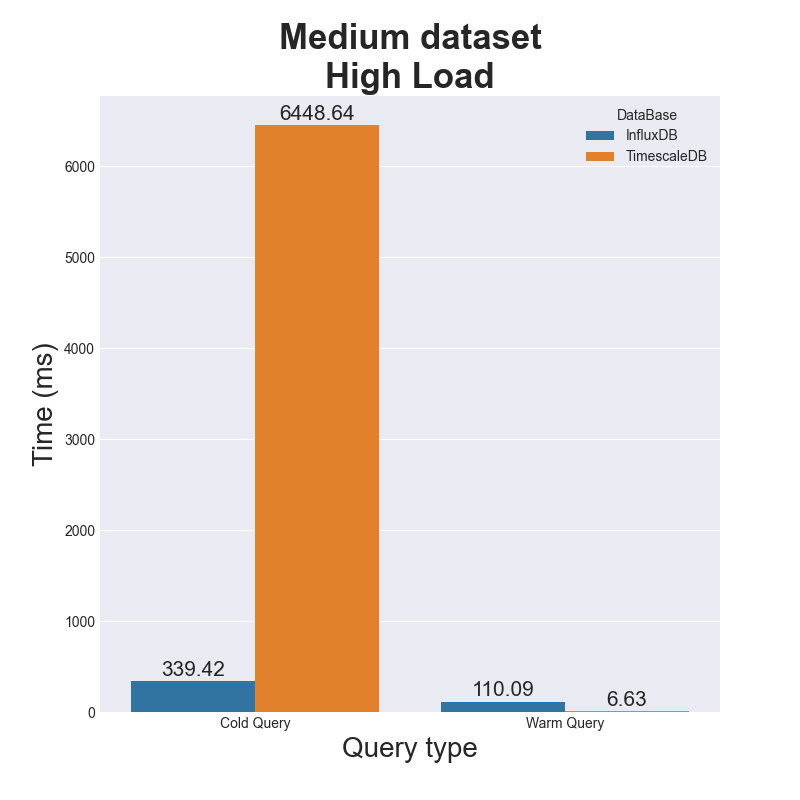 Medium dataset
High Load
6448.64
DataBase
InfluxDB
TimescaleDB
6000
5000
4000
3000
2000
1000
0
Time (ms)
339.42
110.09
6.63
Cold Query
Warm Query
Query type